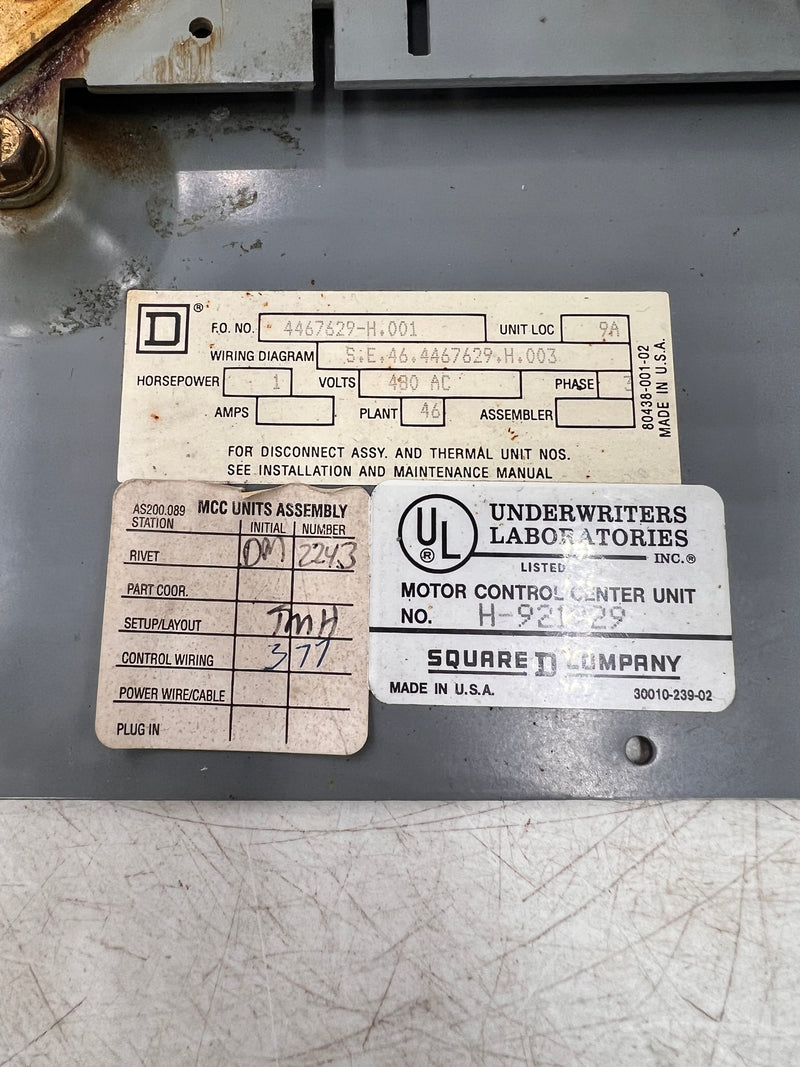 D ®
F.O. NO. 4467629-H.001 UNIT LOC 9A
WIRING DIAGRAM S.E.46.4467629.H.003
HORSEPOWER 1 VOLTS 480 AC PHASE 3
AMPS PLANT 46 ASSEMBLER
FOR DISCONNECT ASSY. AND THERMAL UNIT NOS.
SEE INSTALLATION AND MAINTENANCE MANUAL
80438-001-02
MADE IN U.S.A.
AS200.089 MCC UNITS ASSEMBLY
STATION INITIAL NUMBER
RIVET DM 2243
PART COOR.
SETUP/LAYOUT TMH
CONTROL WIRING 377
POWER WIRE/CABLE
PLUG IN
UL ®
UNDERWRITERS
LABORATORIES
INC.®
LISTED
MOTOR CONTROL CENTER UNIT
NO.
SQUARE D COMPANY
MADE IN U.S.A. 30010-239-02